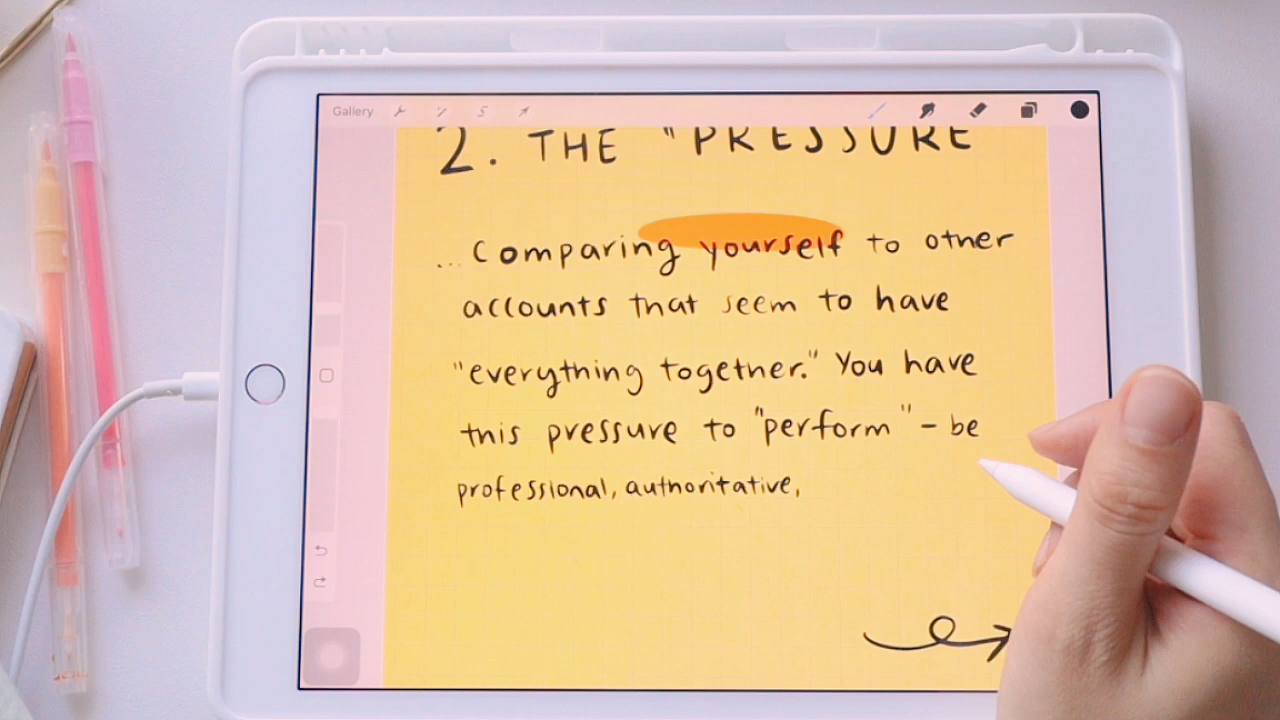 Gallery
2. THE "PRESSURE
... Comparing yourself to other
accounts that seem to have
"everything together." You have
this pressure to "perform" - be
professional, authoritative,